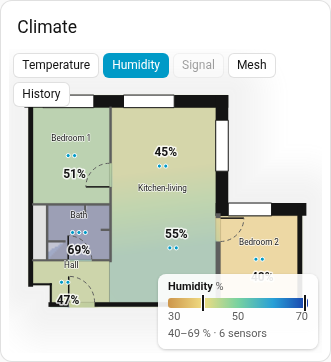 Climate
Temperature Humidity Signal Mesh
History
Bedroom 1
51%
45%
Kitchen-living
Bath
69%
55%
Bedroom 2
Hall
47%
Humidity %
30 50 70
40–69 % · 6 sensors